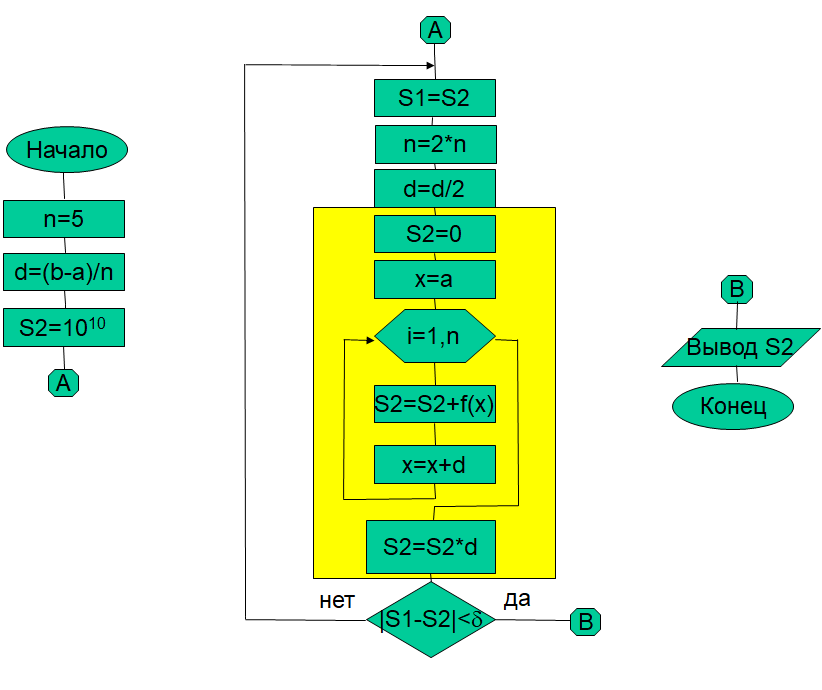 Начало
n=5
d=(b-a)/n
S2=10¹⁰
A
A
S1=S2
n=2*n
d=d/2
S2=0
x=a
i=1,n
S2=S2+f(x)
x=x+d
S2=S2*d
нет
|S1-S2|<δ
да
B
B
Вывод S2
Конец